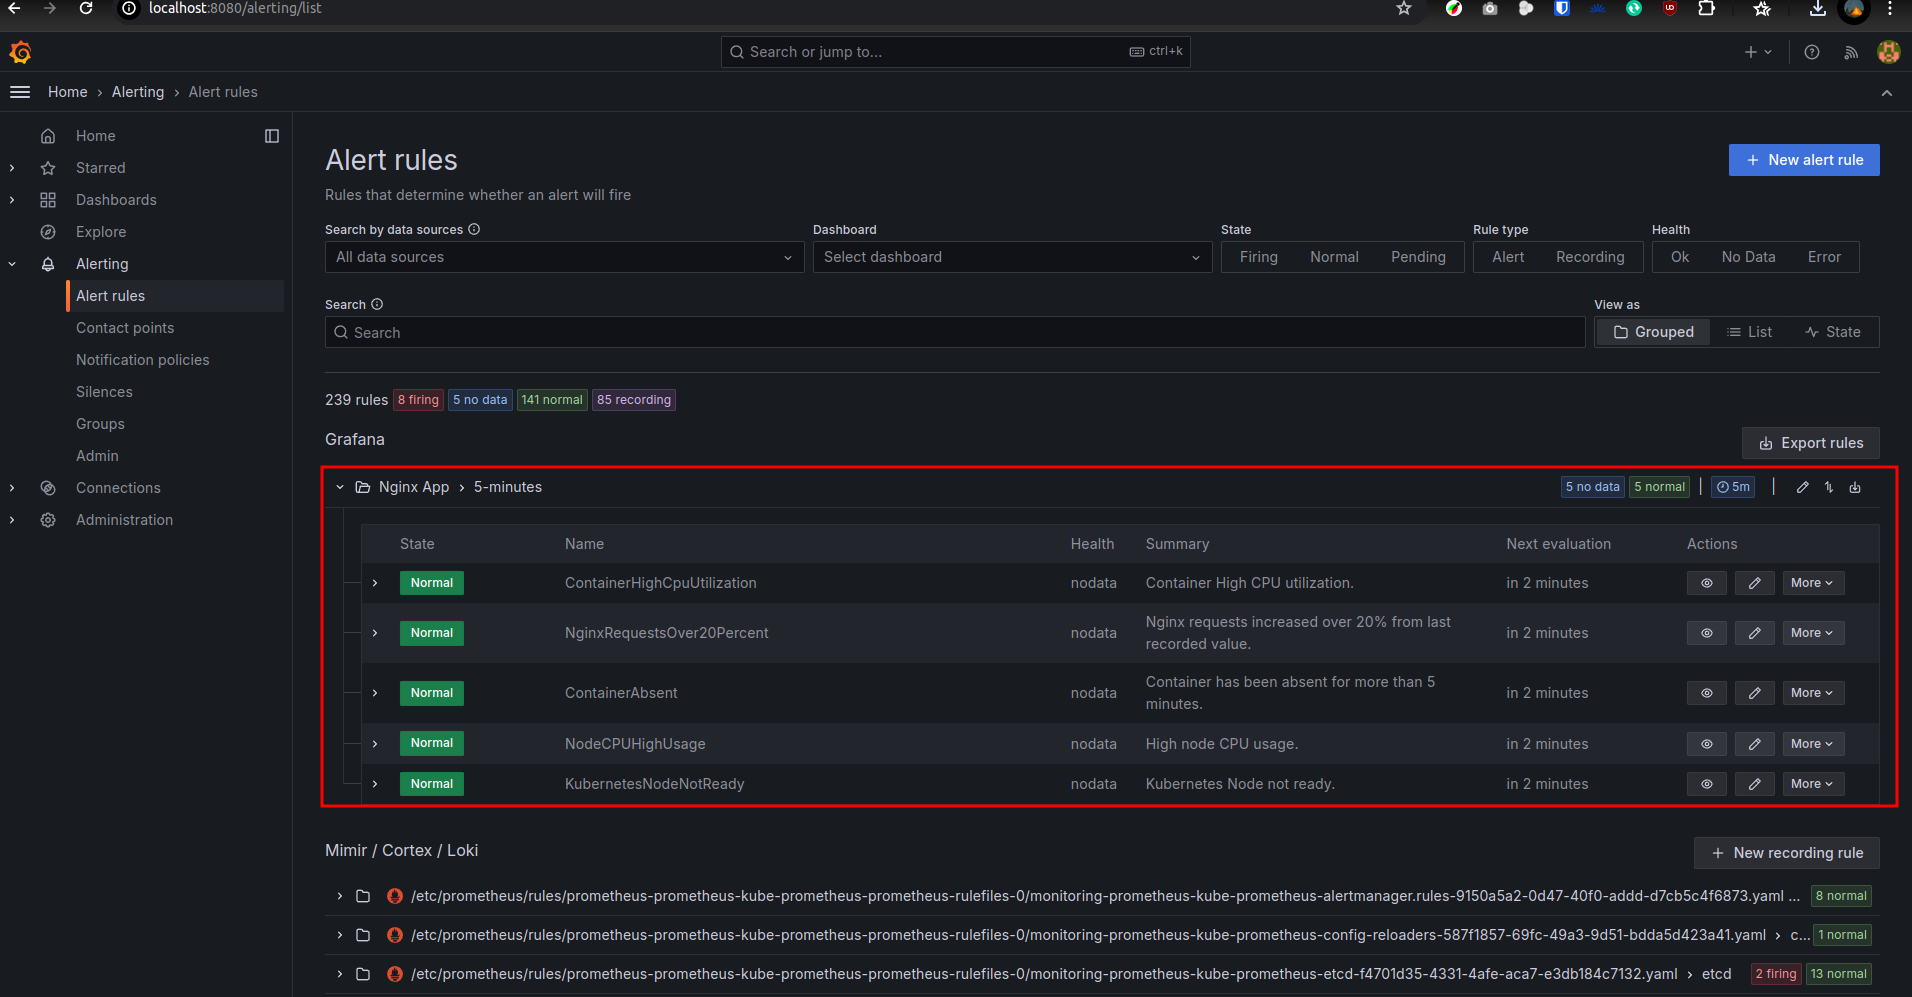 localhost:8080/alerting/list
Search or jump to...
ctrl+k
Home › Alerting › Alert rules
Home
Starred
Dashboards
Explore
Alerting
Alert rules
Contact points
Notification policies
Silences
Groups
Admin
Connections
Administration
Alert rules
New alert rule
Rules that determine whether an alert will fire
Search by data sources
Dashboard
State
Rule type
Health
All data sources
Select dashboard
Firing Normal Pending
Alert Recording
Ok No Data Error
Search
View as
Search
Grouped List State
239 rules 8 firing 5 no data 141 normal 85 recording
Grafana
Export rules
Nginx App › 5-minutes
5 no data 5 normal | 5m |
State Name Health Summary Next evaluation Actions
Normal ContainerHighCpuUtilization nodata Container High CPU utilization. in 2 minutes More
Normal NginxRequestsOver20Percent nodata Nginx requests increased over 20% from last
recorded value. in 2 minutes More
Normal ContainerAbsent nodata Container has been absent for more than 5
minutes. in 2 minutes More
Normal NodeCPUHighUsage nodata High node CPU usage. in 2 minutes More
Normal KubernetesNodeNotReady nodata Kubernetes Node not ready. in 2 minutes More
Mimir / Cortex / Loki
New recording rule
/etc/prometheus/rules/prometheus-prometheus-kube-prometheus-prometheus-rulefiles-0/monitoring-prometheus-kube-prometheus-alertmanager.rules-9150a5a2-0d47-40f0-addd-d7cb5c4f6873.yaml ... 8 normal
/etc/prometheus/rules/prometheus-prometheus-kube-prometheus-prometheus-rulefiles-0/monitoring-prometheus-kube-prometheus-config-reloaders-587f1857-69fc-49a3-9d51-bdda5d423a41.yaml › c... 1 normal
/etc/prometheus/rules/prometheus-prometheus-kube-prometheus-prometheus-rulefiles-0/monitoring-prometheus-kube-prometheus-etcd-f4701d35-4331-4afe-aca7-e3db184c7132.yaml › etcd 2 firing 13 normal